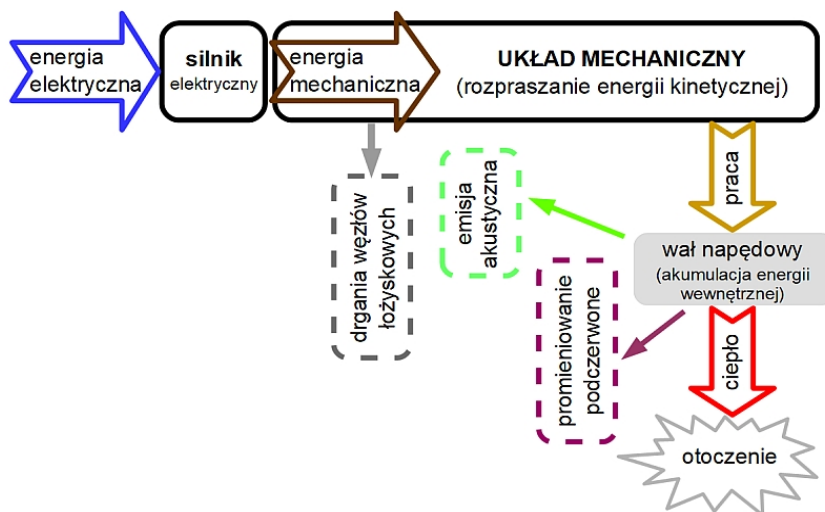 energia
elektryczna
silnik
elektryczny
energia
mechaniczna
UKŁAD MECHANICZNY
(rozpraszanie energii kinetycznej)
drgania węzłów
łożyskowych
emisja
akustyczna
praca
wał napędowy
(akumulacja energii
wewnętrznej)
promieniowanie
podczerwone
ciepło
otoczenie